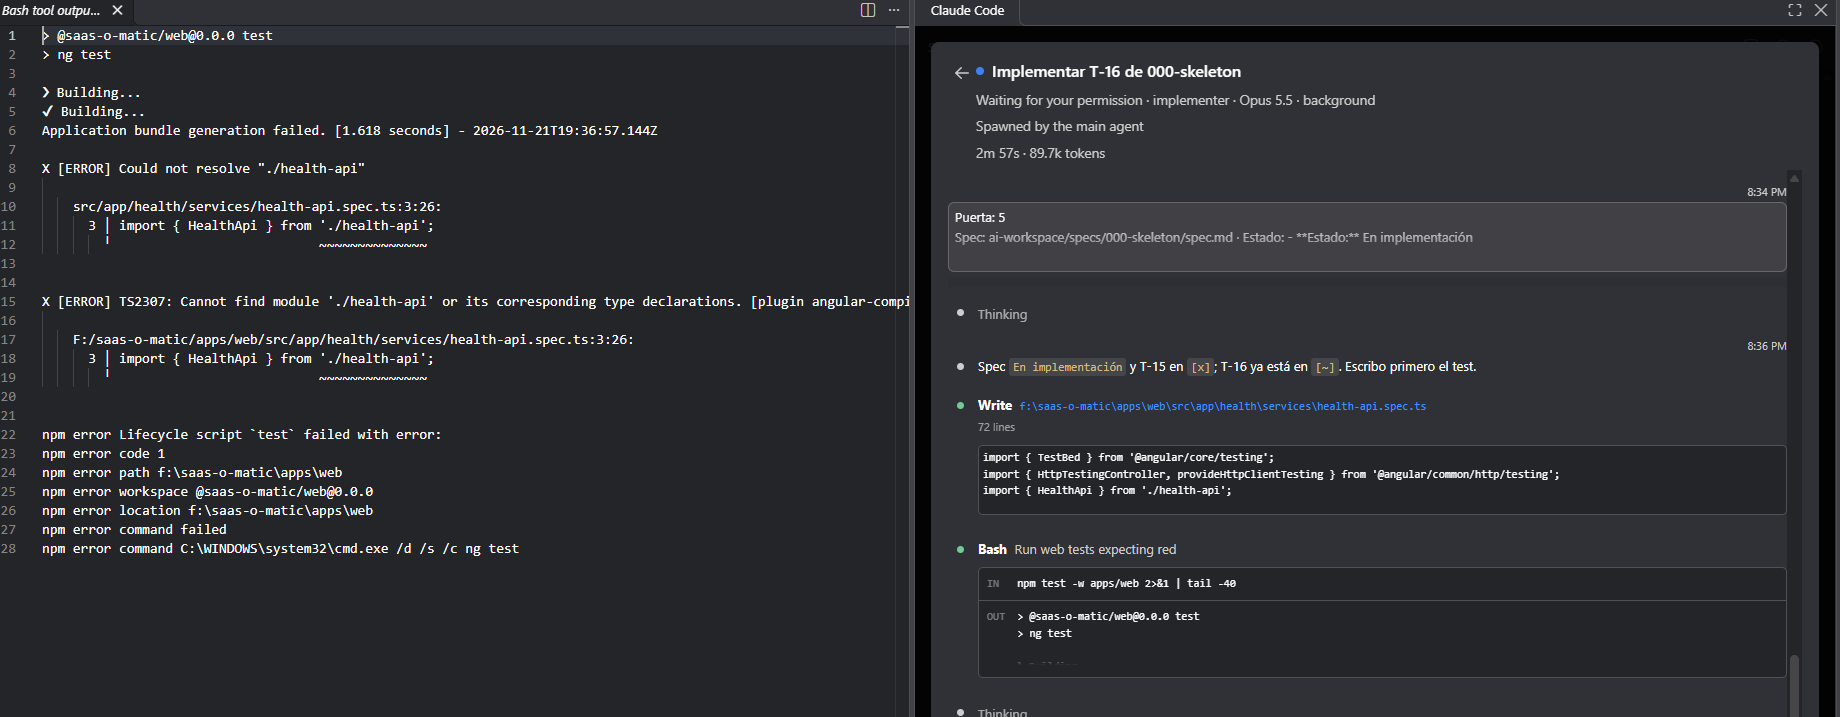 Bash tool outpu...
1 > @saas-o-matic/web@0.0.0 test
2 > ng test
3
4 ❯ Building...
5 ✓ Building...
6 Application bundle generation failed. [1.618 seconds] - 2026-11-21T19:36:57.144Z
7
8 X [ERROR] Could not resolve "./health-api"
9
10 src/app/health/services/health-api.spec.ts:3:26:
11 3 │ import { HealthApi } from './health-api';
12 ╵ ~~~~~~~~~~~~~~
13
14
15 X [ERROR] TS2307: Cannot find module './health-api' or its corresponding type declarations. [plugin angular-compi
16
17 F:/saas-o-matic/apps/web/src/app/health/services/health-api.spec.ts:3:26:
18 3 │ import { HealthApi } from './health-api';
19 ╵ ~~~~~~~~~~~~~~
20
21
22 npm error Lifecycle script `test` failed with error:
23 npm error code 1
24 npm error path f:\saas-o-matic\apps\web
25 npm error workspace @saas-o-matic/web@0.0.0
26 npm error location f:\saas-o-matic\apps\web
27 npm error command failed
28 npm error command C:\WINDOWS\system32\cmd.exe /d /s /c ng test
Claude Code
Implementar T-16 de 000-skeleton
Waiting for your permission · implementer · Opus 5.5 · background
Spawned by the main agent
2m 57s · 89.7k tokens
8:34 PM
Puerta: 5
Spec: ai-workspace/specs/000-skeleton/spec.md · Estado: - **Estado:** En implementación
Thinking
8:36 PM
Spec En implementación y T-15 en [x]; T-16 ya está en [~]. Escribo primero el test.
Write f:\saas-o-matic\apps\web\src\app\health\services\health-api.spec.ts
72 lines
import { TestBed } from '@angular/core/testing';
import { HttpTestingController, provideHttpClientTesting } from '@angular/common/http/testing';
import { HealthApi } from './health-api';
Bash Run web tests expecting red
IN npm test -w apps/web 2>&1 | tail -40
OUT > @saas-o-matic/web@0.0.0 test
> ng test
Thinking